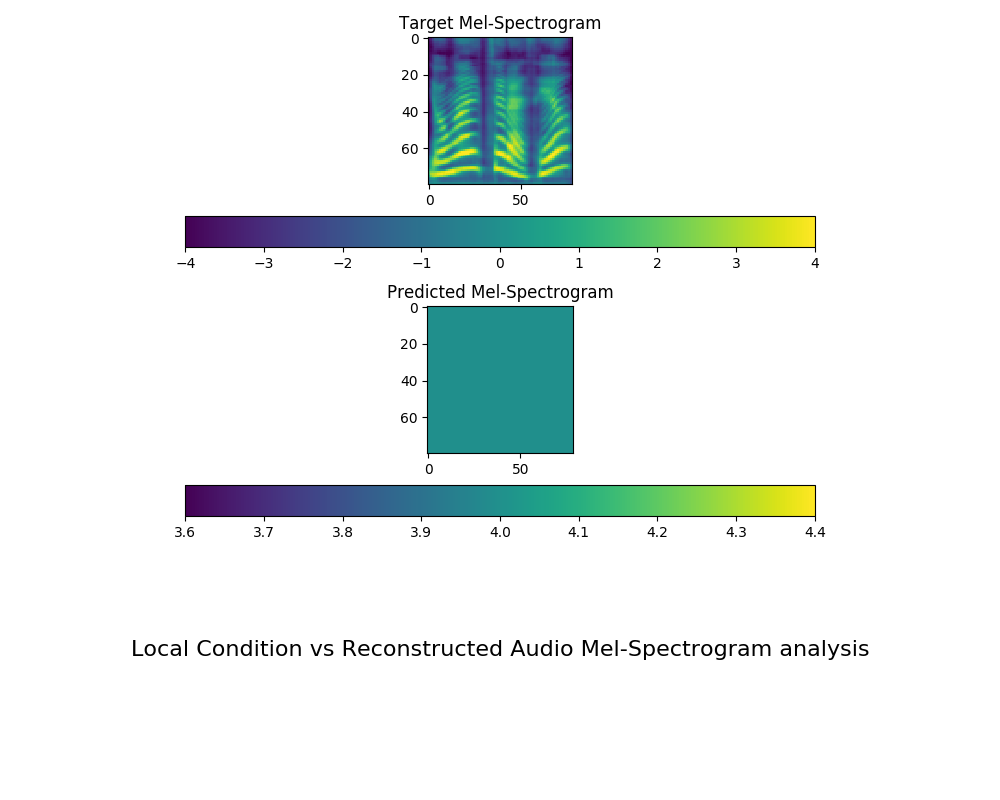 Target Mel-Spectrogram
0
20
40
60
0 50
−4 −3 −2 −1 0 1 2 3 4
Predicted Mel-Spectrogram
0
20
40
60
0 50
3.6 3.7 3.8 3.9 4.0 4.1 4.2 4.3 4.4
Local Condition vs Reconstructed Audio Mel-Spectrogram analysis